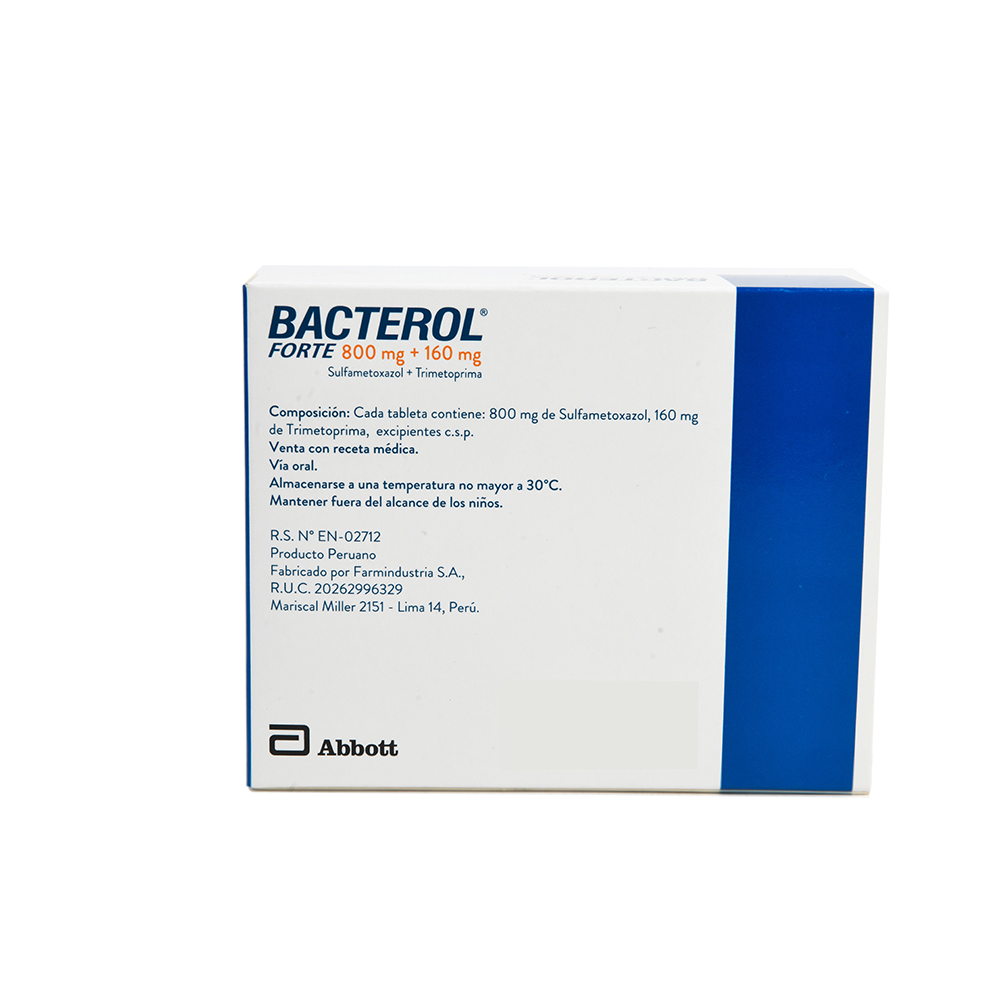 BACTEROL
BACTEROL®
FORTE 800 mg + 160 mg
Sulfametoxazol + Trimetoprima
Composición: Cada tableta contiene: 800 mg de Sulfametoxazol, 160 mg
de Trimetoprima, excipientes c.s.p.
Venta con receta médica.
Vía oral.
Almacenarse a una temperatura no mayor a 30°C.
Mantener fuera del alcance de los niños.
R.S. N° EN-02712
Producto Peruano
Fabricado por Farmindustria S.A.,
R.U.C. 20262996329
Mariscal Miller 2151 - Lima 14, Perú.
Abbott